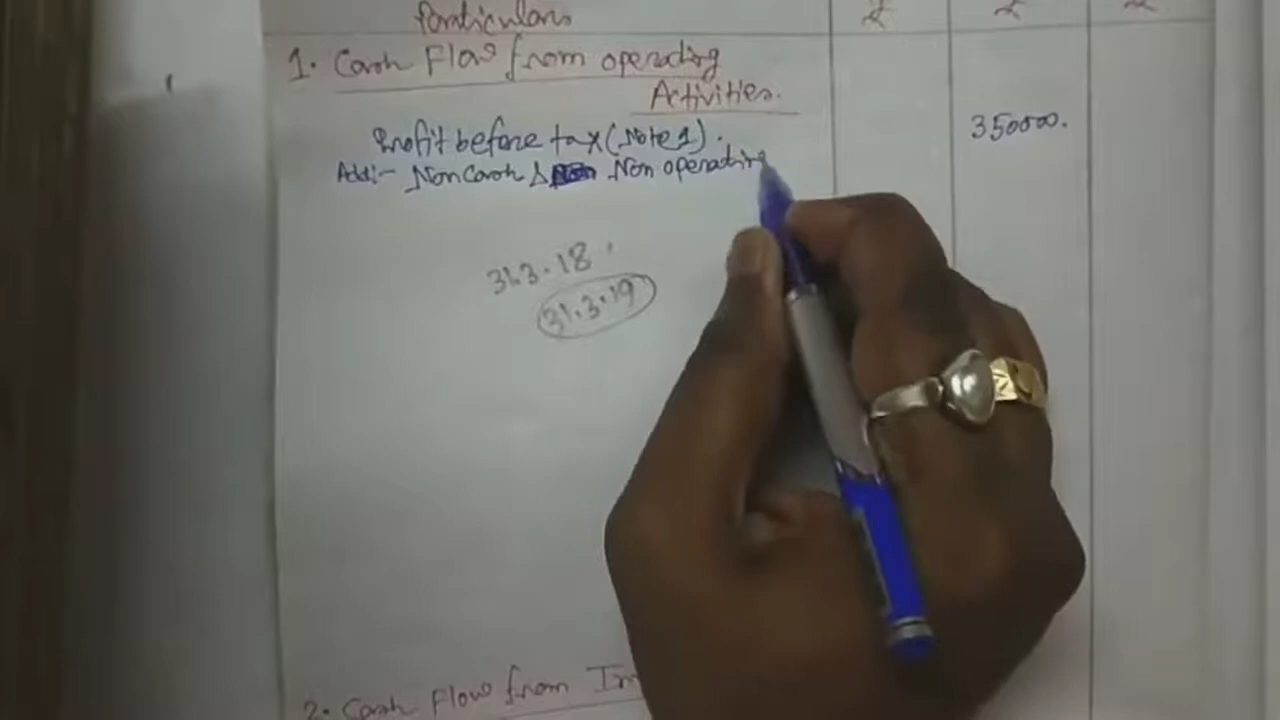 Particulars ₹ ₹ ₹
1. Cash Flow from operating
Activities.
Profit before tax (Note 1). 350000.
Add:- Non Cash & Non operating
31.3.18.
31.3.19
2. Cash Flow from In